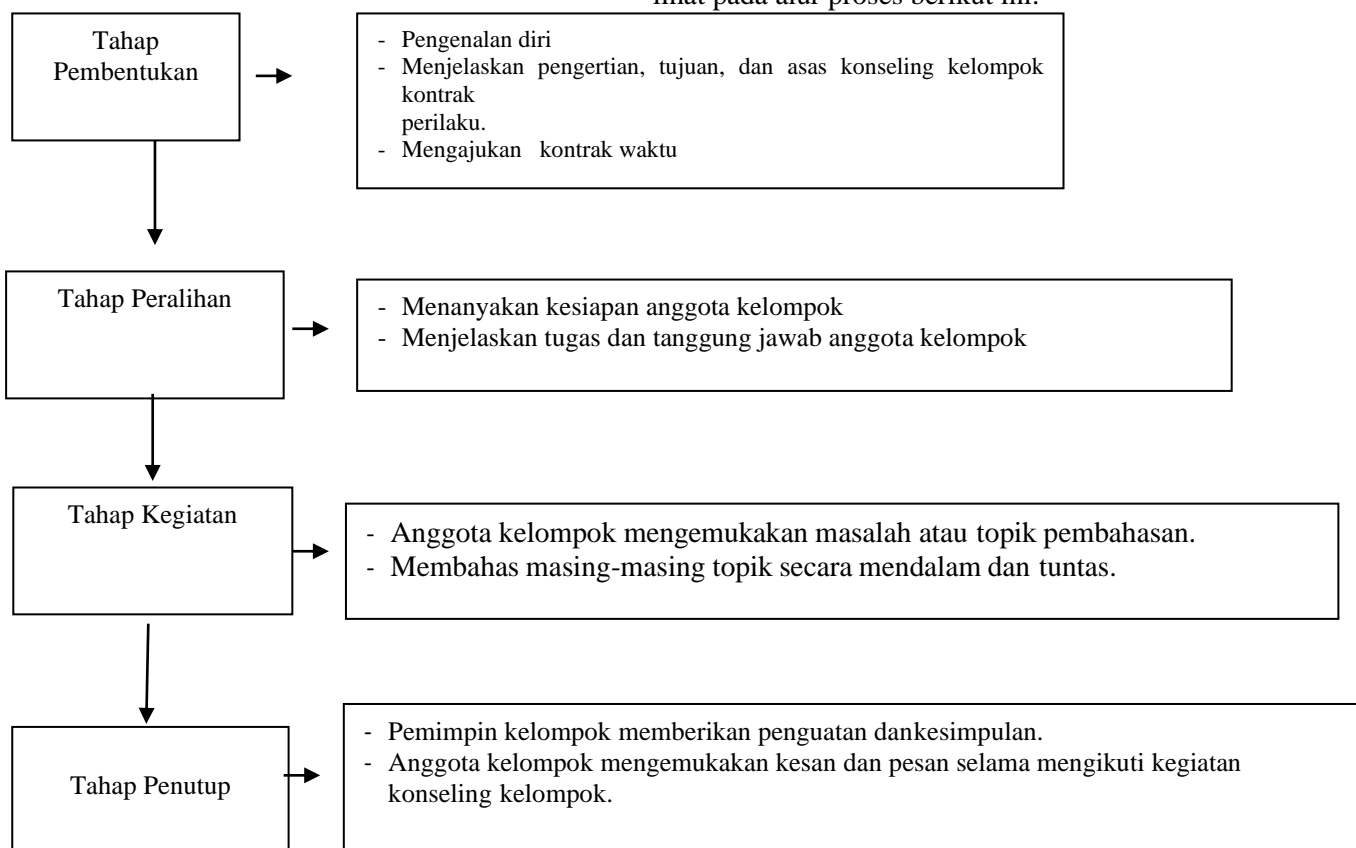 lihat pada alur proses berikut ini:
Tahap
Pembentukan
- Pengenalan diri
- Menjelaskan pengertian, tujuan, dan asas konseling kelompok
kontrak
perilaku.
- Mengajukan kontrak waktu
Tahap Peralihan
- Menanyakan kesiapan anggota kelompok
- Menjelaskan tugas dan tanggung jawab anggota kelompok
Tahap Kegiatan
- Anggota kelompok mengemukakan masalah atau topik pembahasan.
- Membahas masing-masing topik secara mendalam dan tuntas.
Tahap Penutup
- Pemimpin kelompok memberikan penguatan dankesimpulan.
- Anggota kelompok mengemukakan kesan dan pesan selama mengikuti kegiatan
konseling kelompok.